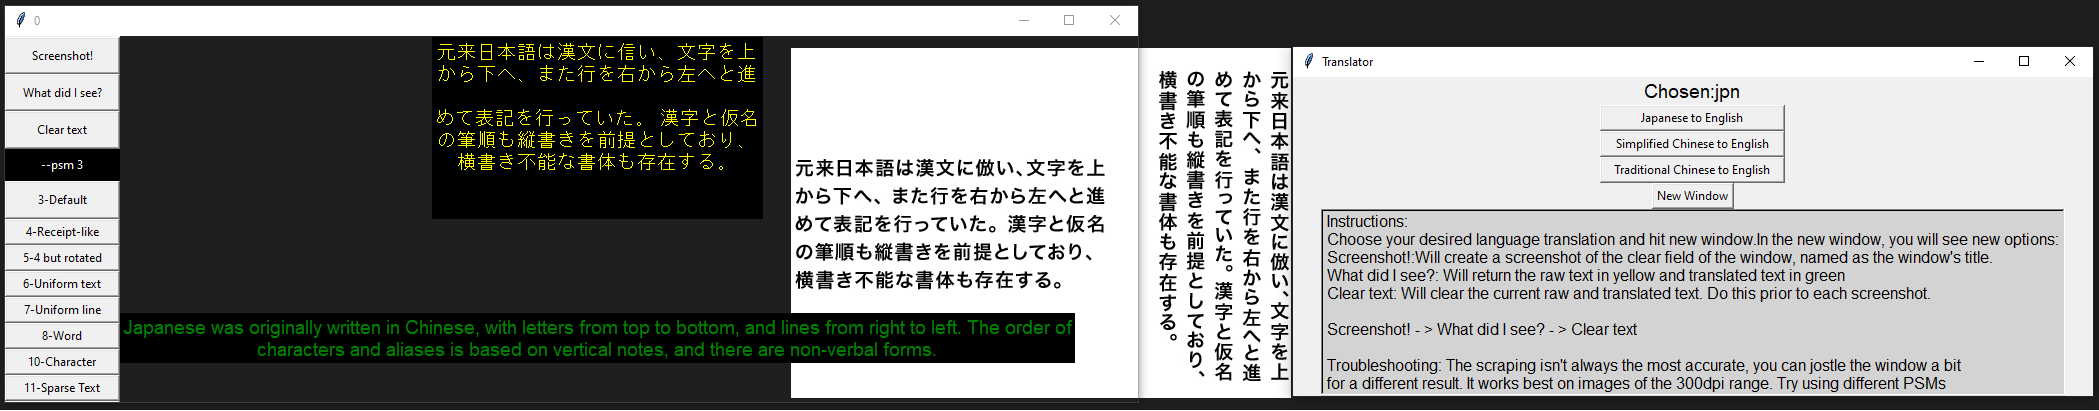 0
Screenshot!
What did I see?
Clear text
--psm 3
3-Default
4-Receipt-like
5-4 but rotated
6-Uniform text
7-Uniform line
8-Word
10-Character
11-Sparse Text
元来日本語は漢文に信い、文字を上
から下へ、また行を右から左へと進
めて表記を行っていた。 漢字と仮名
の筆順も縦書きを前提としており、
横書き不能な書体も存在する。
元来日本語は漢文に倣い、文字を上
から下へ、また行を右から左へと進
めて表記を行っていた。漢字と仮名
の筆順も縦書きを前提としており、
横書き不能な書体も存在する。
Japanese was originally written in Chinese, with letters from top to bottom, and lines from right to left. The order of
characters and aliases is based on vertical notes, and there are non-verbal forms.
元来日本語は漢文に倣い、文字を上
から下へ、また行を右から左へと進
めて表記を行っていた。漢字と仮名
の筆順も縦書きを前提としており、
横書き不能な書体も存在する。
Translator
Chosen:jpn
Japanese to English
Simplified Chinese to English
Traditional Chinese to English
New Window
Instructions:
Choose your desired language translation and hit new window.In the new window, you will see new options:
Screenshot!:Will create a screenshot of the clear field of the window, named as the window's title.
What did I see?: Will return the raw text in yellow and translated text in green
Clear text: Will clear the current raw and translated text. Do this prior to each screenshot.
Screenshot! - > What did I see? - > Clear text
Troubleshooting: The scraping isn't always the most accurate, you can jostle the window a bit
for a different result. It works best on images of the 300dpi range. Try using different PSMs